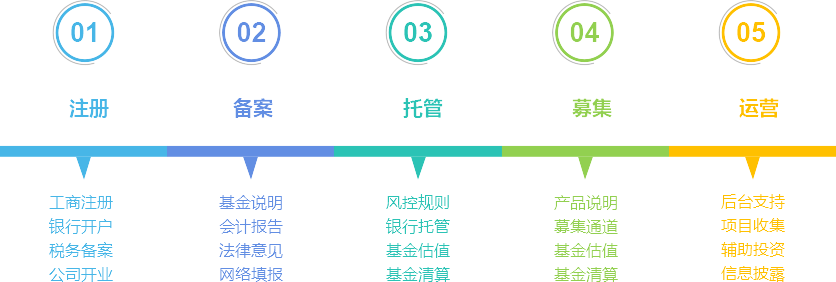 01
02
03
04
05
注册
备案
托管
募集
运营
工商注册
银行开户
税务备案
公司开业
基金说明
会计报告
法律意见
网络填报
风控规则
银行托管
基金估值
基金清算
产品说明
募集通道
基金估值
基金清算
后台支持
项目收集
辅助投资
信息披露